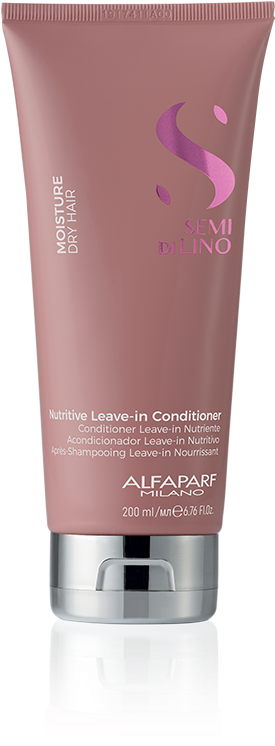 MOISTURE
DRY HAIR
SEMI
DI LINO
Nutritive Leave-in Conditioner
Conditioner Leave-in Nutriente
Acondicionador Leave-in Nutritivo
Après-Shampooing Leave-in Nourrissant
ALFAPARF
MILANO
200 ml/мл℮6.76 Fl.Oz.